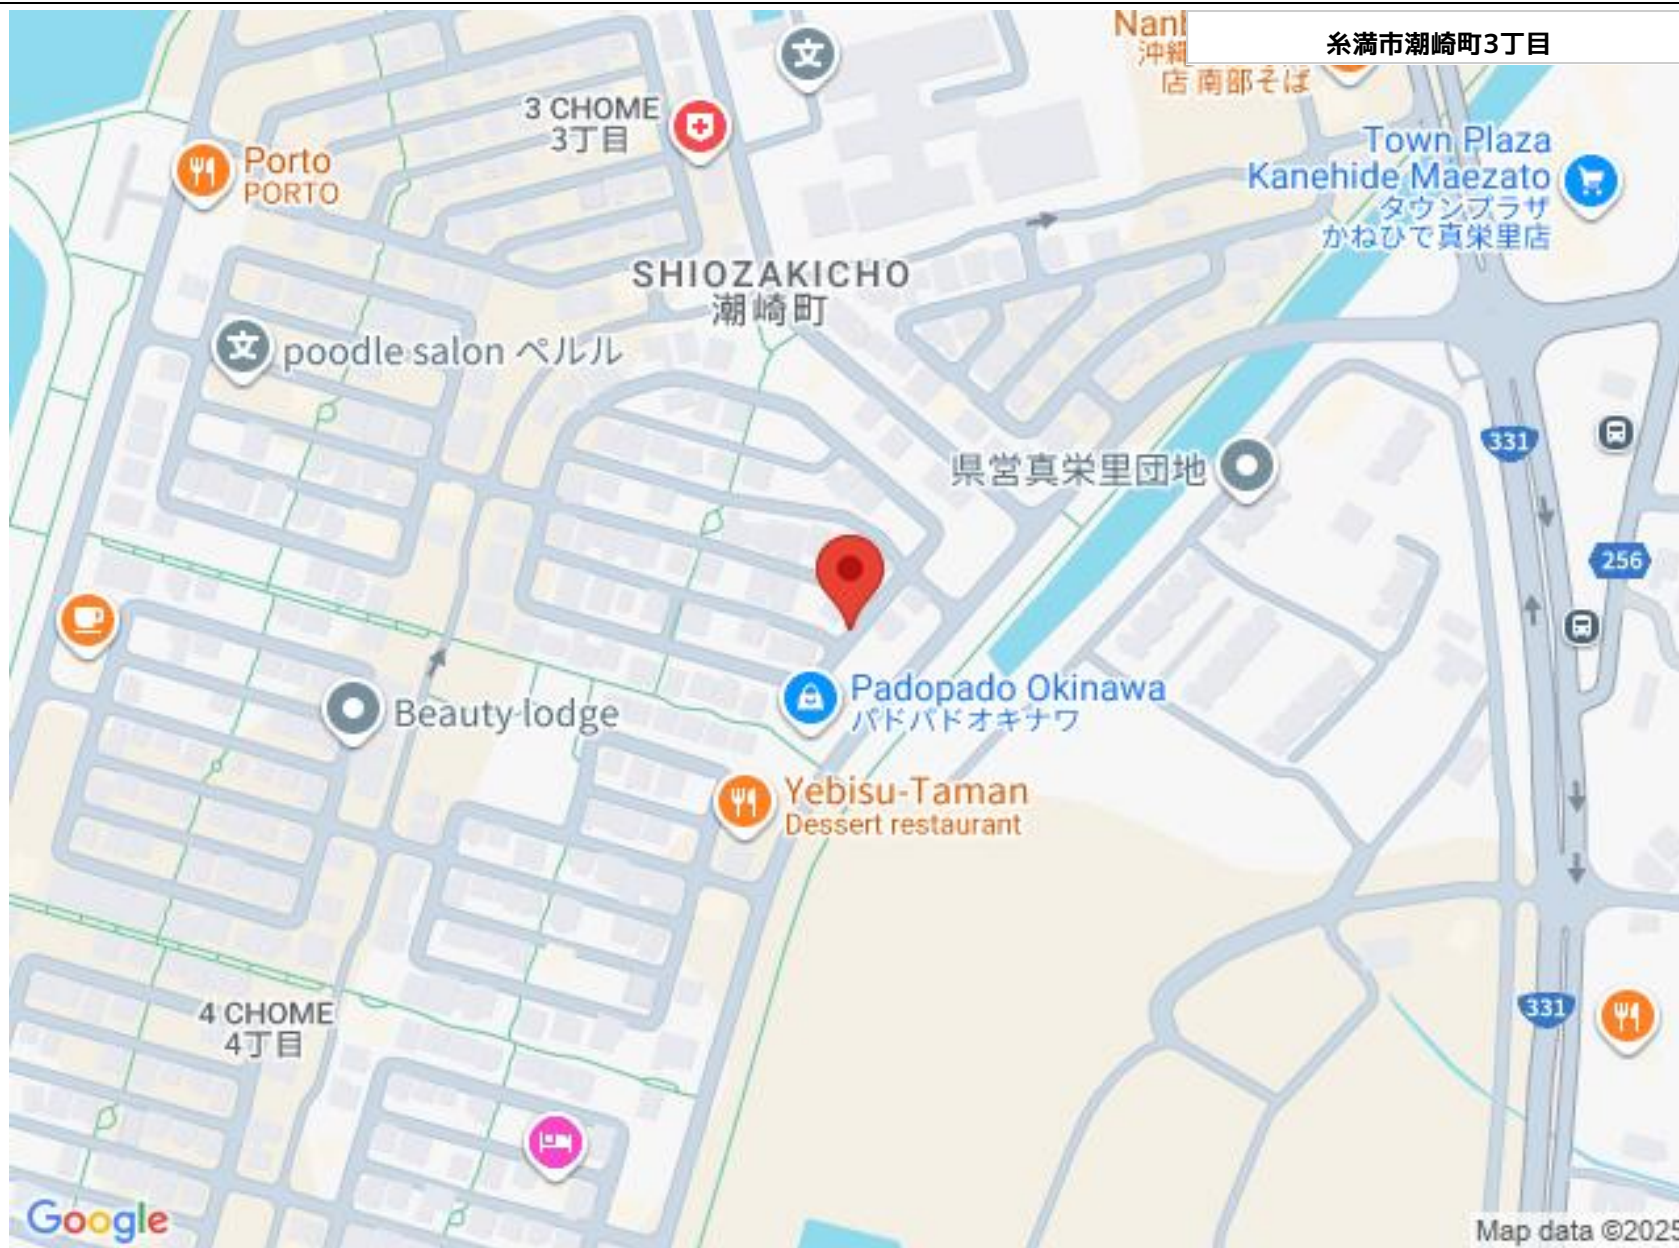 糸満市潮崎町3丁目
沖縄
店 南部そば
3 CHOME
3丁目
Town Plaza
Kanehide Maezato
タウンプラザ
かねひで真栄里店
Porto
PORTO
SHIOZAKICHO
潮崎町
poodle salon ペルル
331
県営真栄里団地
256
Padopado Okinawa
パドパドオキナワ
Beauty lodge
Yebisu-Taman
Dessert restaurant
331
4 CHOME
4丁目
Google
Map data ©2025